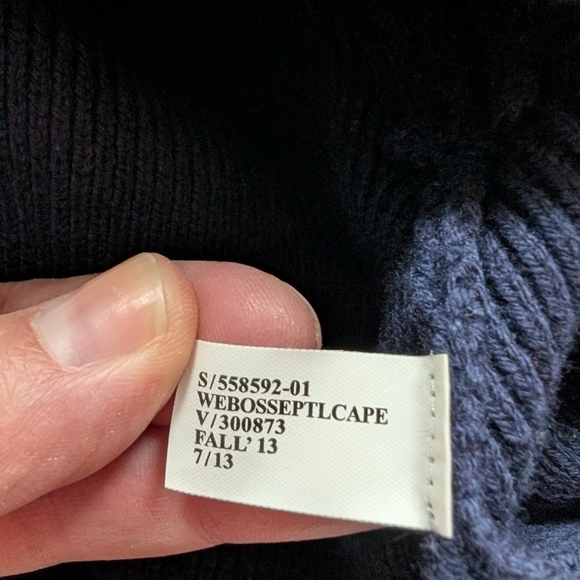 S/558592-01
WEBOSSEPTLCAPE
V/300873
FALL' 13
7/13